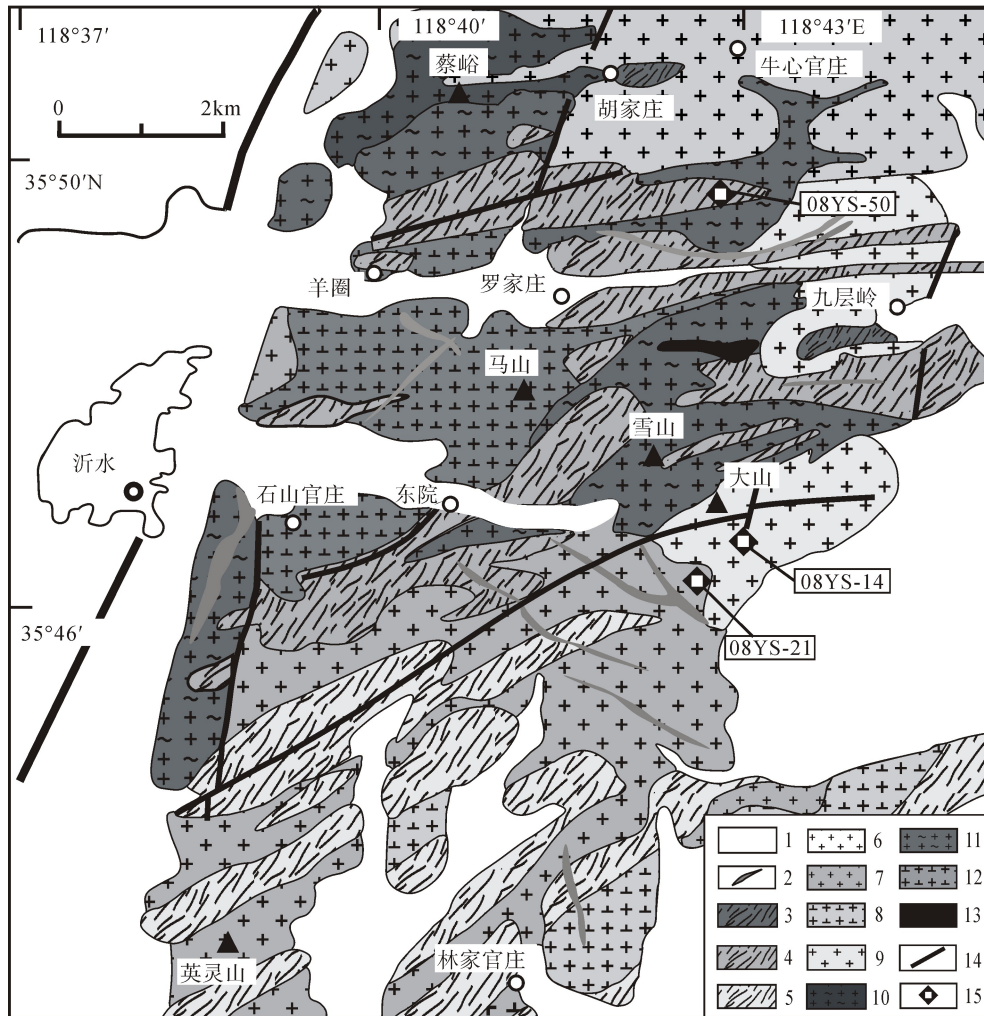 118°37′
118°40′
118°43′E
蔡峪
牛心官庄
0
2km
胡家庄
35°50′N
08YS-50
羊圈
罗家庄
九层岭
马山
雪山
沂水
大山
石山官庄
东院
08YS-14
35°46′
08YS-21
1
6
11
2
7
12
3
8
13
4
9
14
5
10
15
英灵山
林家官庄